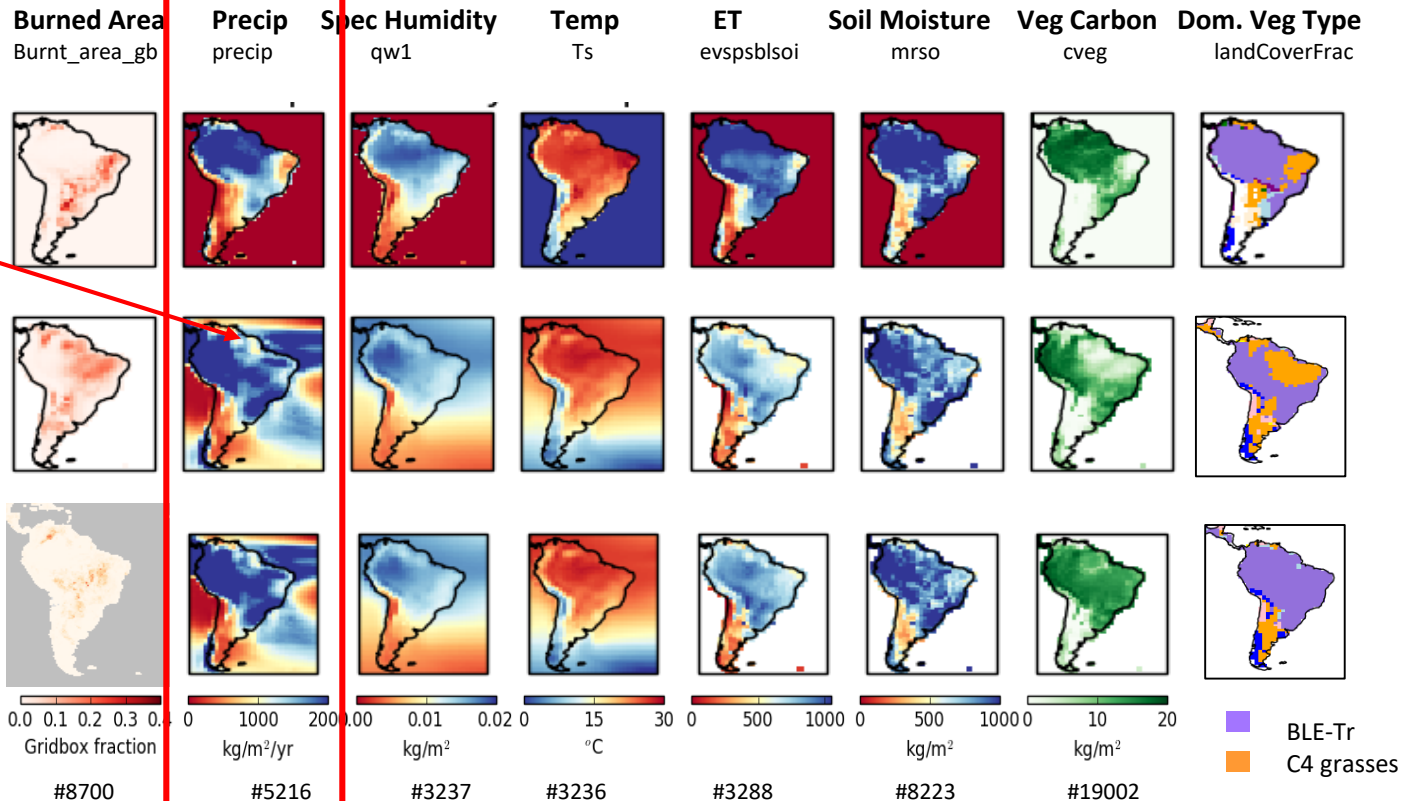 Burned Area Precip Spec Humidity Temp ET Soil Moisture Veg Carbon Dom. Veg Type
Burnt_area_gb precip qw1 Ts evspsblsoi mrso cveg landCoverFrac
0.0 0.1 0.2 0.3 0.4 0 1000 200 0.00 0.01 0.02 0 15 30 0 500 1000 0 500 1000 0 10 20
Gridbox fraction kg/m²/yr kg/m² °C kg/m² kg/m²
BLE-Tr
C4 grasses
#8700 #5216 #3237 #3236 #3288 #8223 #19002